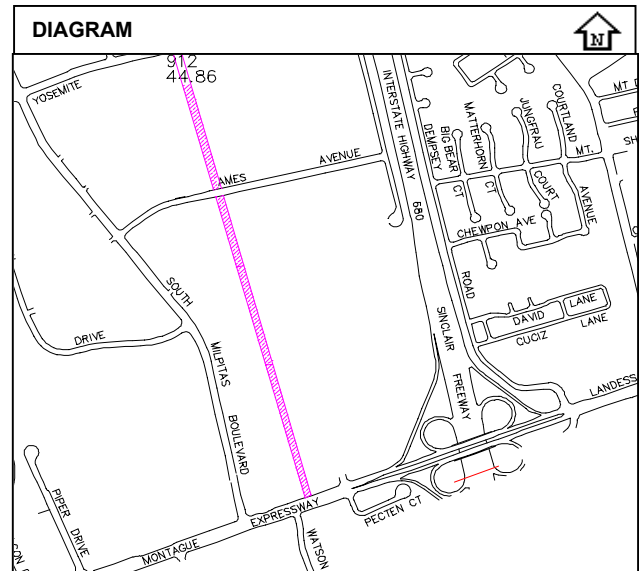 DIAGRAM
N
912
44.86
YOSEMITE
AMES
AVENUE
INTERSTATE HIGHWAY
680
DEMPSEY
ROAD
BIG BEAR
CT
MATTERHORN
CT
JUNGFRAU
COURT
COURTLAND
AVENUE
MT.
MT
SH
CHEWPON AVE
DAVID
LANE
CUCIZ
LANE
SINCLAIR
FREEWAY
LANDESS
SOUTH
MILPITAS
BOULEVARD
DRIVE
PIPER DRIVE
MONTAGUE
EXPRESSWAY
WATSON
PECTEN CT